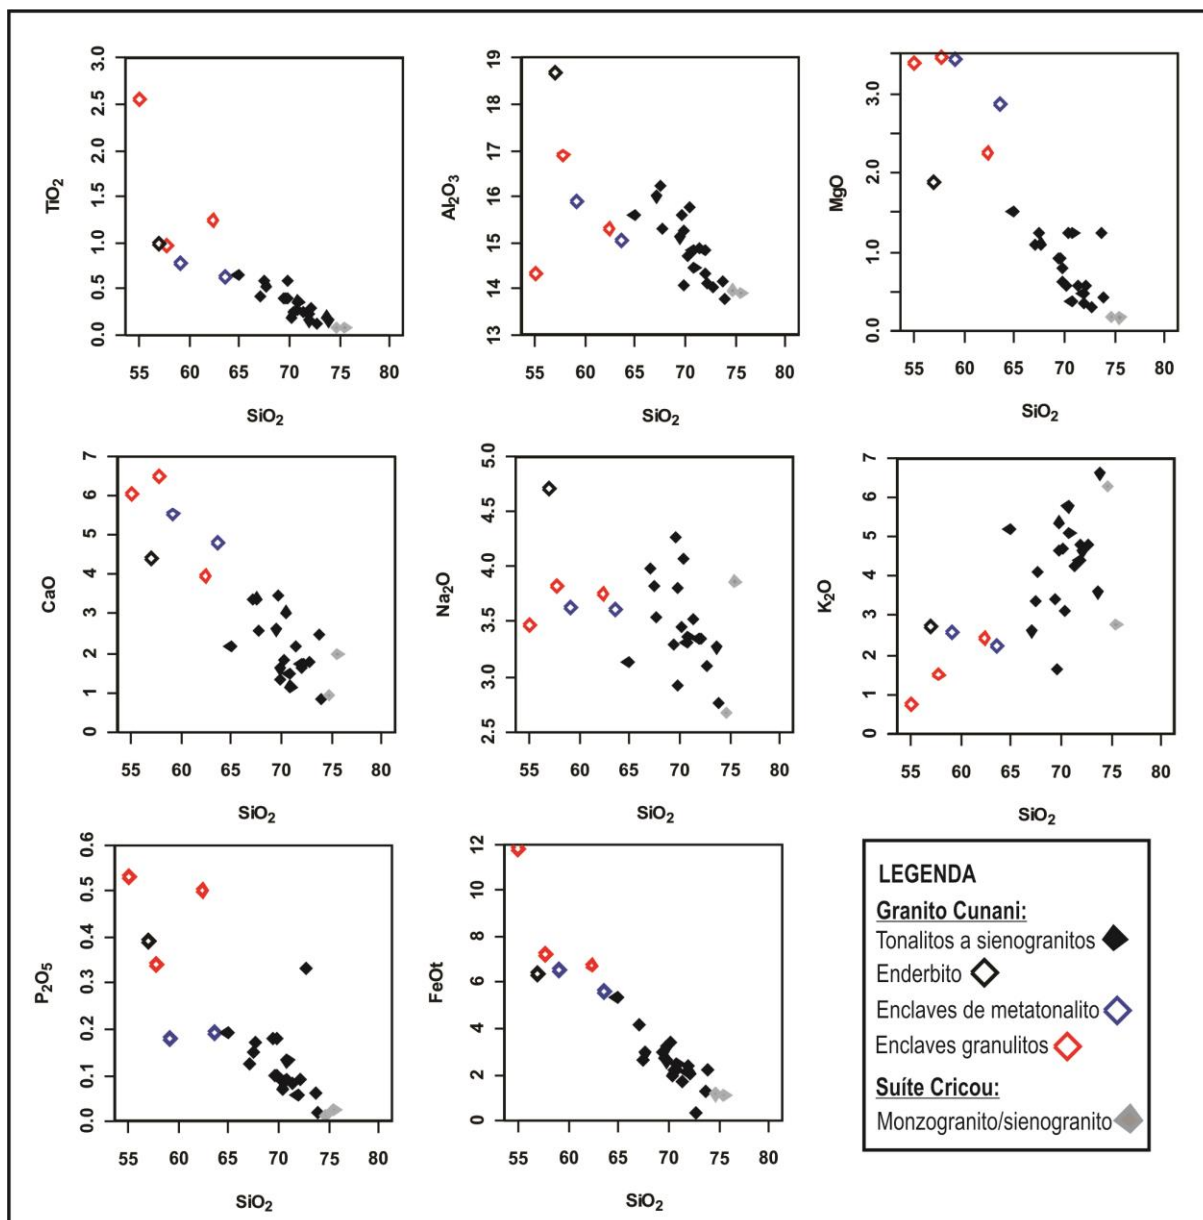 3.0
2.5
2.0
1.5
1.0
0.5
0.0
TiO2
55 60 65 70 75 80
SiO2
19
18
17
16
15
14
13
Al2O3
55 60 65 70 75 80
SiO2
3.0
2.0
1.0
0.0
MgO
55 60 65 70 75 80
SiO2
7
6
5
4
3
2
1
0
CaO
55 60 65 70 75 80
SiO2
5.0
4.5
4.0
3.5
3.0
2.5
Na2O
55 60 65 70 75 80
SiO2
7
6
5
4
3
2
1
0
K2O
55 60 65 70 75 80
SiO2
0.6
0.5
0.4
0.3
0.2
0.1
0.0
P2O5
55 60 65 70 75 80
SiO2
12
10
8
6
4
2
0
FeOt
55 60 65 70 75 80
SiO2
LEGENDA
Granito Cunani:
Tonalitos a sienogranitos
Enderbito
Enclaves de metatonalito
Enclaves granulitos
Suíte Cricou:
Monzogranito/sienogranito